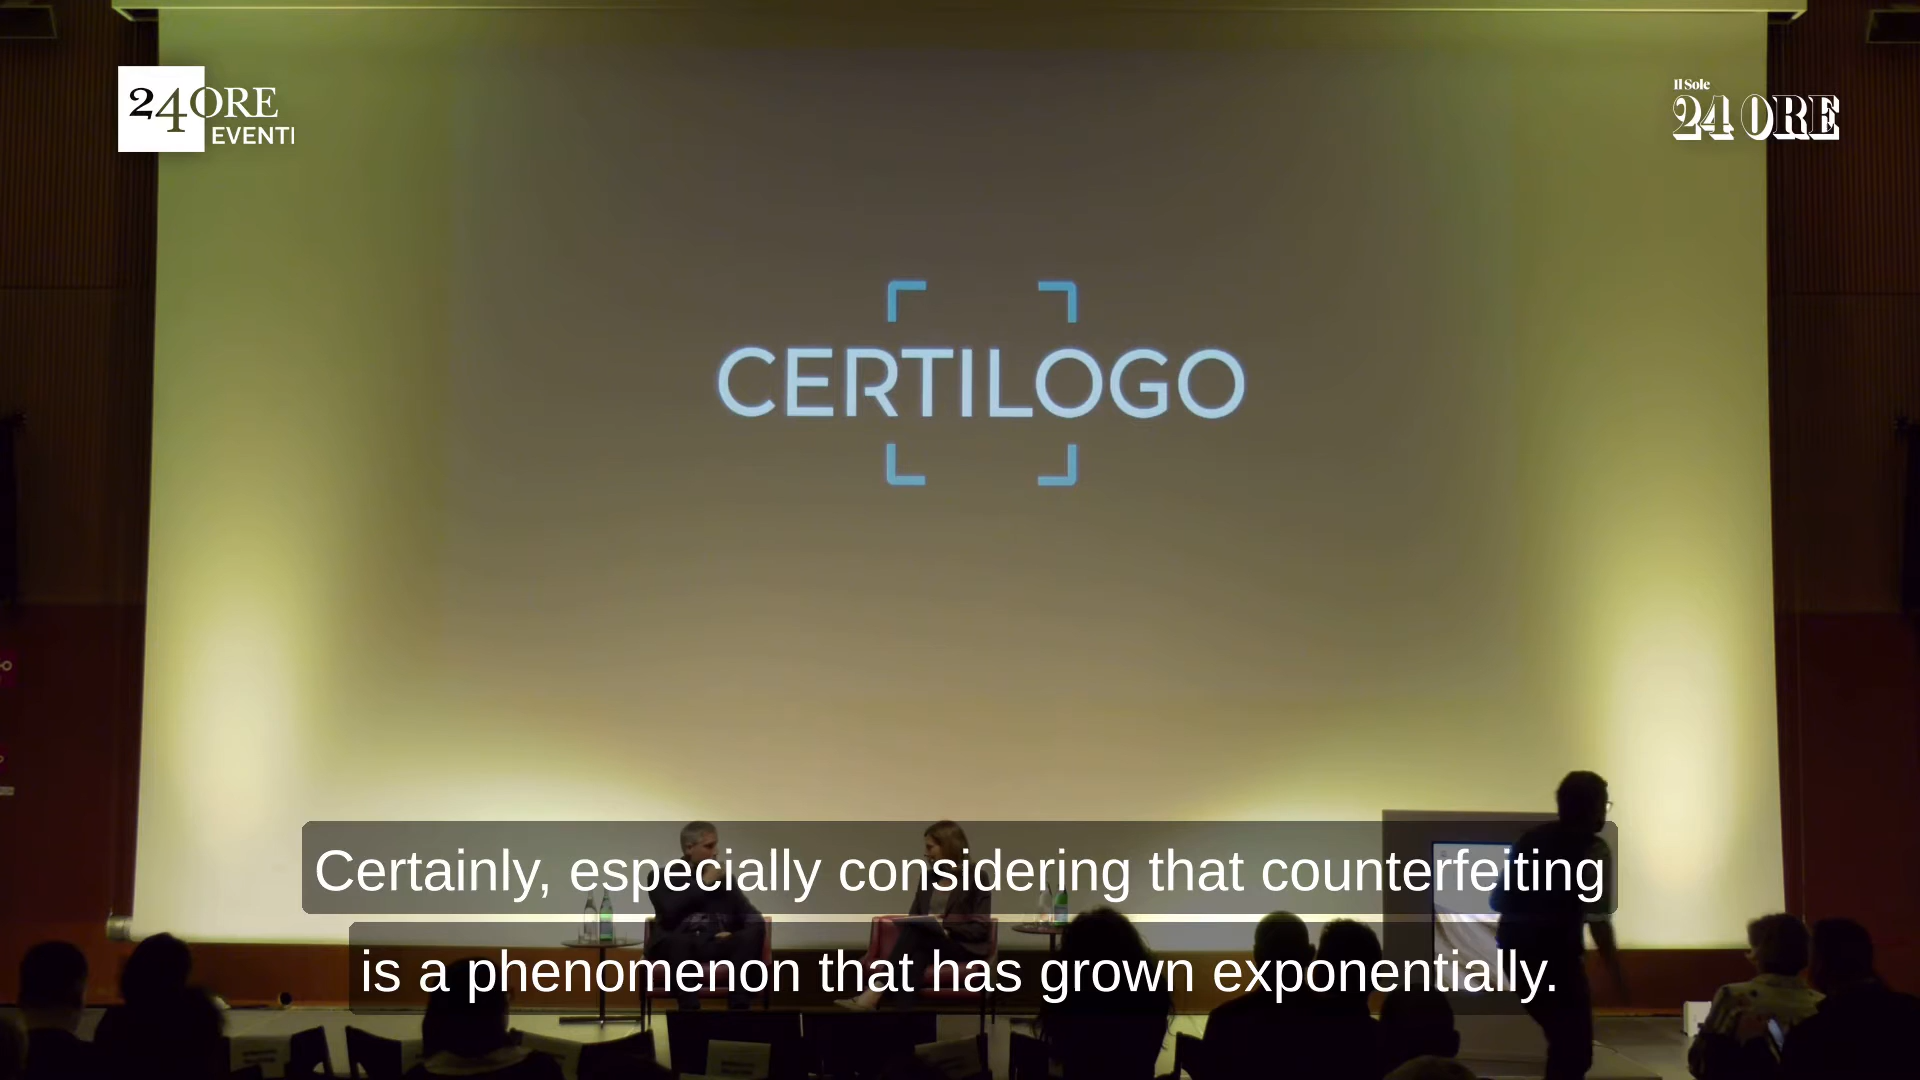 24ORE
EVENTI
Il Sole
24 ORE
CERTILOGO
Certainly, especially considering that counterfeiting
is a phenomenon that has grown exponentially.